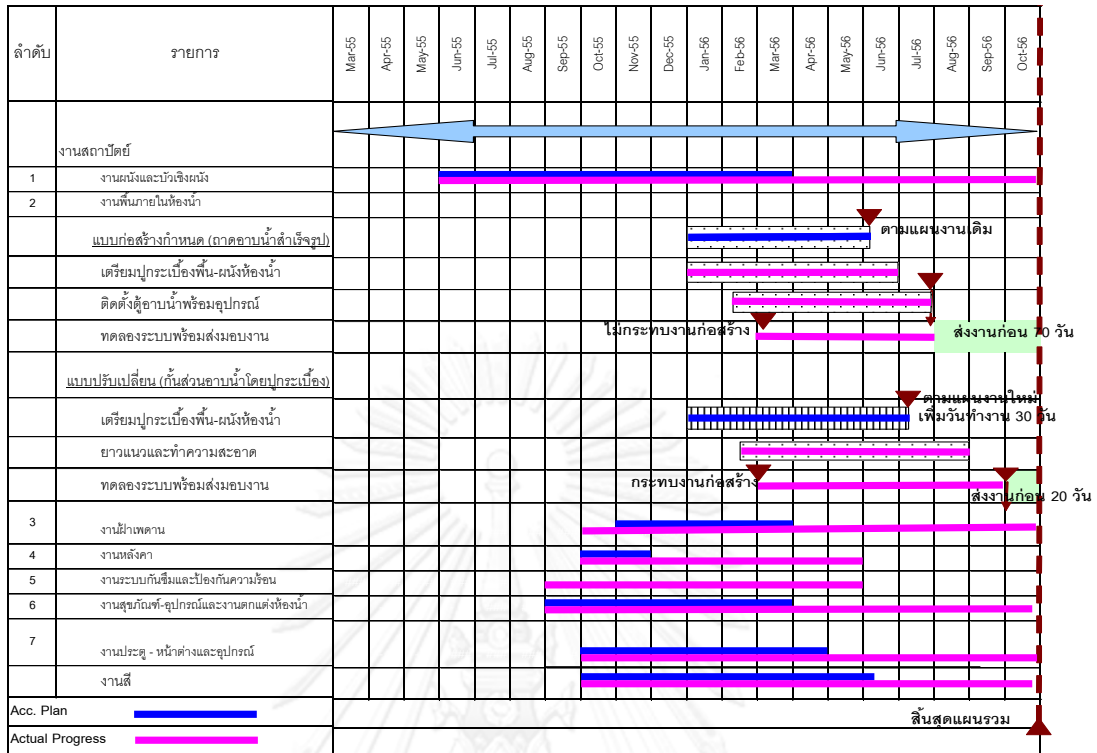 ลำดับ รายการ Mar-55 Apr-55 May-55 Jun-55 Jul-55 Aug-55 Sep-55 Oct-55 Nov-55 Dec-55 Jan-56 Feb-56 Mar-56 Apr-56 May-56 Jun-56 Jul-56 Aug-56 Sep-56 Oct-56
งานสถาปัตย์
1 งานผนังและบัวเชิงผนัง
2 งานพื้นภายในห้องน้ำ
แบบก่อสร้างกำหนด (ถาดอาบน้ำสำเร็จรูป) ตามแผนงานเดิม
เตรียมปูกระเบื้องพื้น-ผนังห้องน้ำ
ติดตั้งตู้อาบน้ำพร้อมอุปกรณ์
ทดลองระบบพร้อมส่งมอบงาน ไม่กระทบงานก่อสร้าง ส่งงานก่อน 70 วัน
แบบปรับเปลี่ยน (กั้นส่วนอาบน้ำโดยปูกระเบื้อง)
ตามแผนงานใหม่
เตรียมปูกระเบื้องพื้น-ผนังห้องน้ำ เพิ่มวันทำงาน 30 วัน
ยาวแนวและทำความสะอาด
ทดลองระบบพร้อมส่งมอบงาน กระทบงานก่อสร้าง ส่งงานก่อน 20 วัน
3 งานฝ้าเพดาน
4 งานหลังคา
5 งานระบบกันซึมและป้องกันความร้อน
6 งานสุขภัณฑ์-อุปกรณ์และงานตกแต่งห้องน้ำ
7 งานประตู - หน้าต่างและอุปกรณ์
งานสี
Acc. Plan สิ้นสุดแผนรวม
Actual Progress